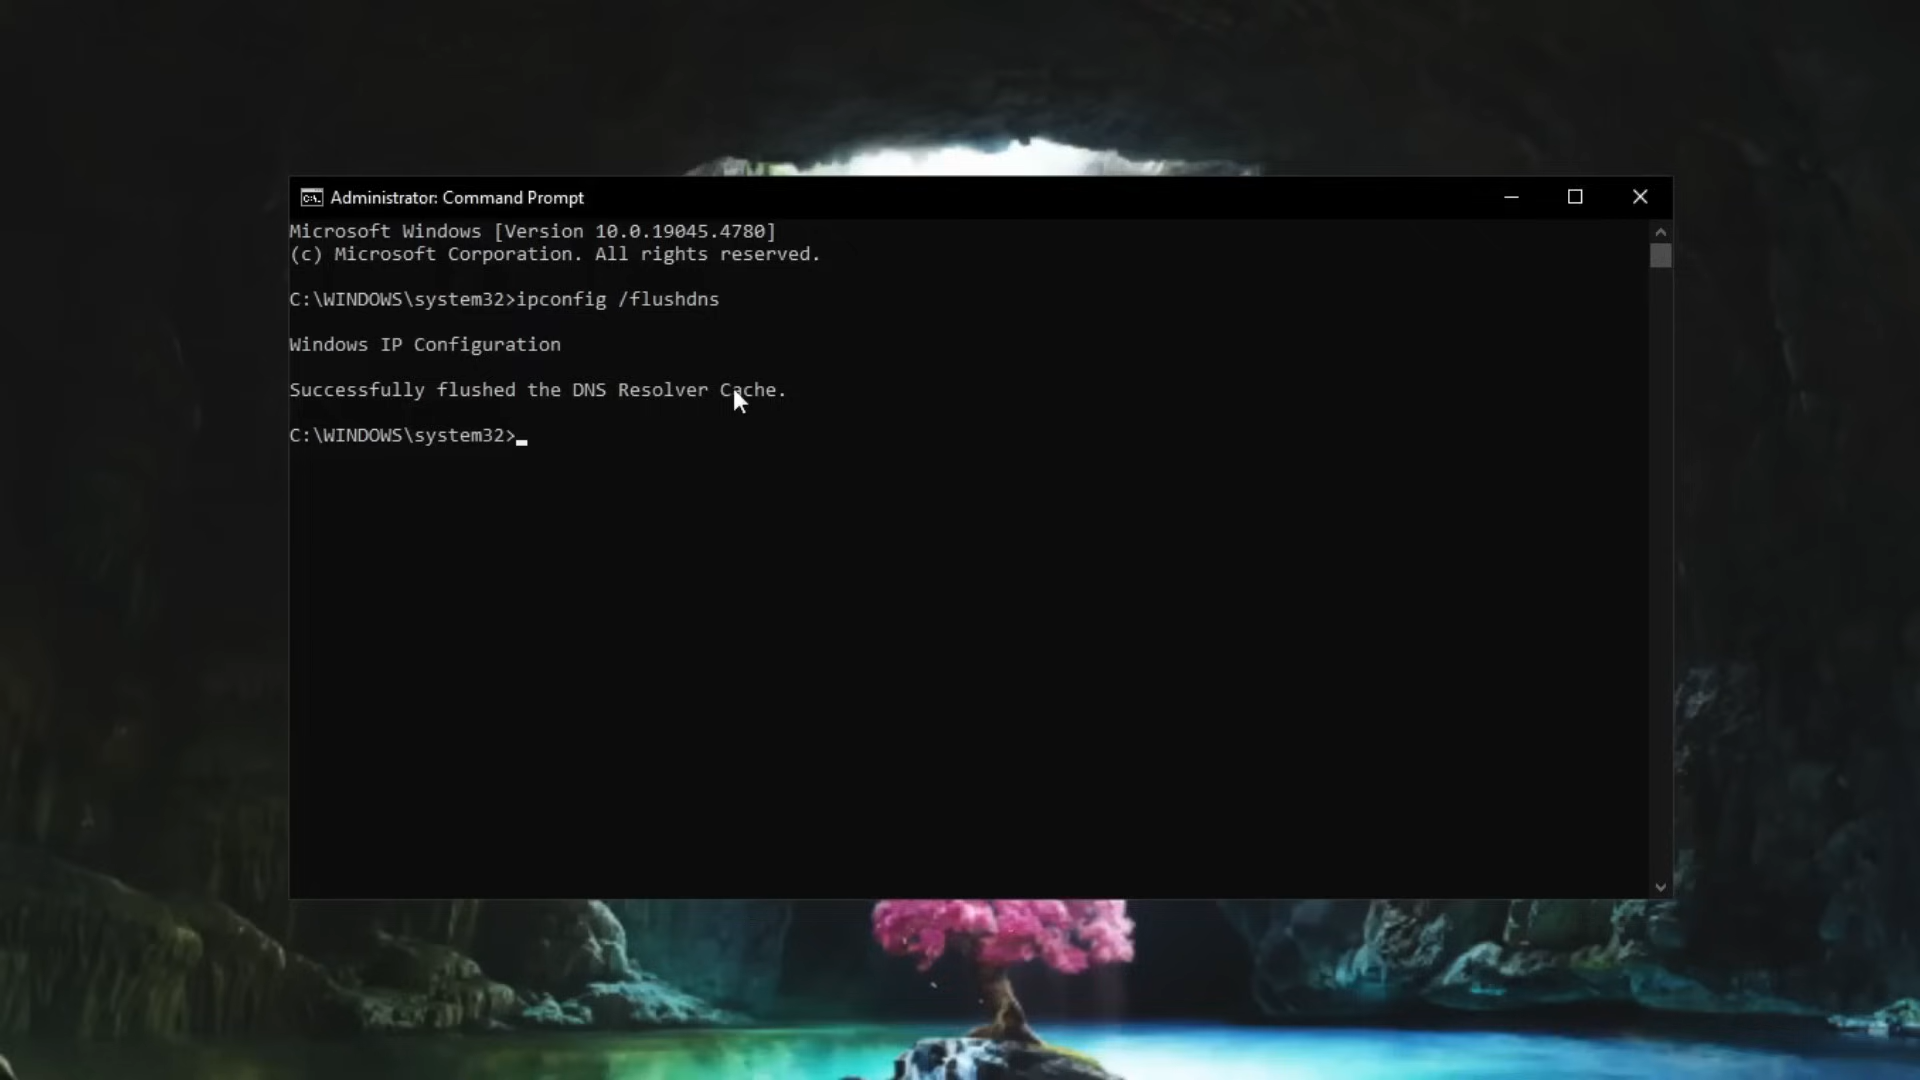 Administrator: Command Prompt
Microsoft Windows [Version 10.0.19045.4780]
(c) Microsoft Corporation. All rights reserved.
C:\WINDOWS\system32>ipconfig /flushdns
Windows IP Configuration
Successfully flushed the DNS Resolver Cache.
C:\WINDOWS\system32>